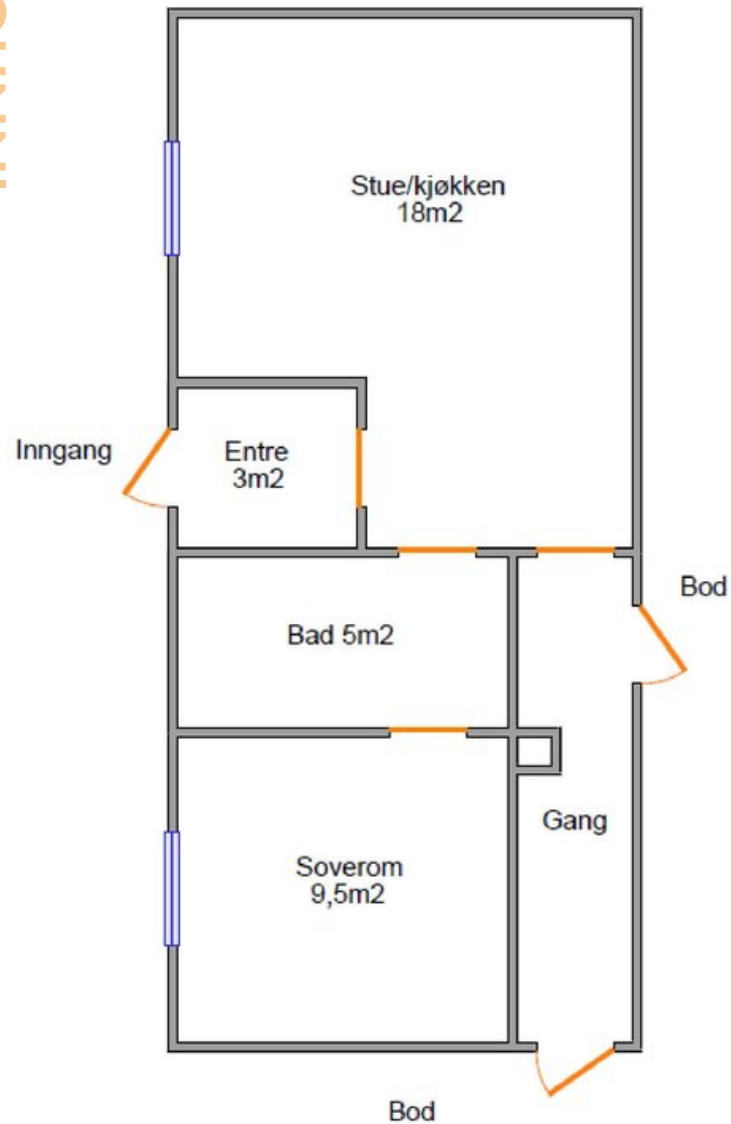 Stue/kjøkken
18m2
Inngang
Entre
3m2
Bod
Bad 5m2
Gang
Soverom
9,5m2
Bod